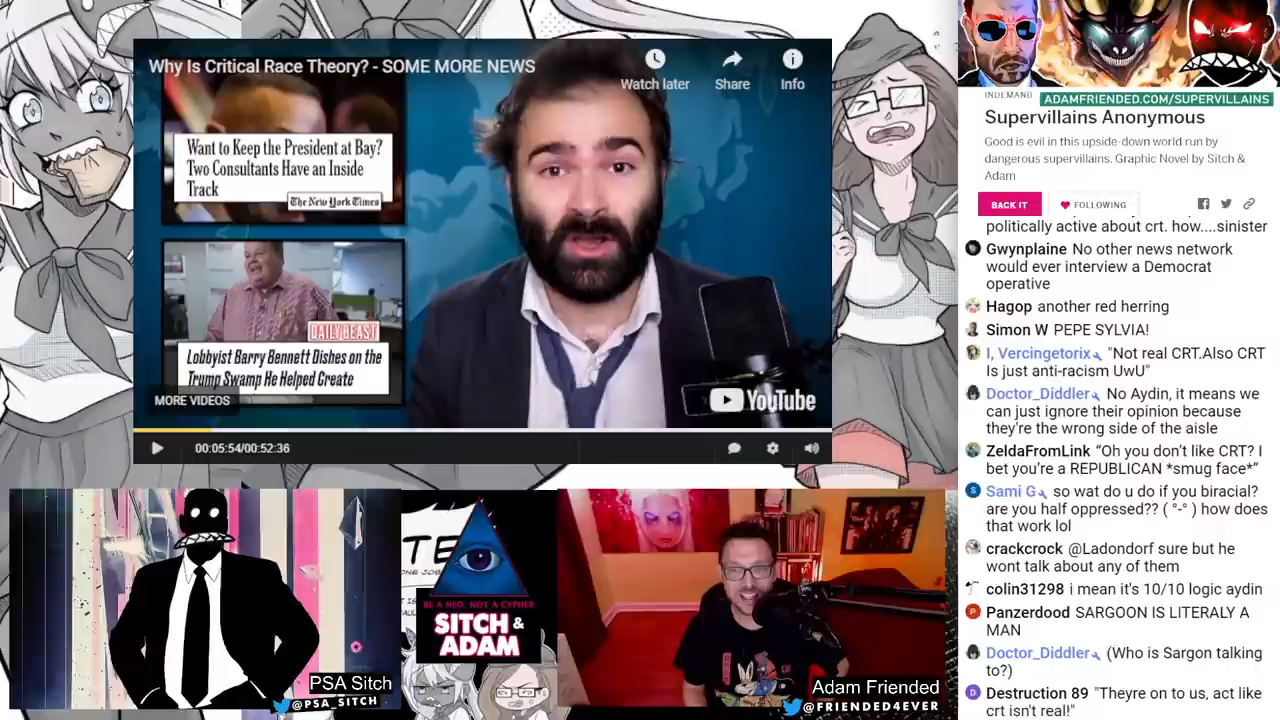 Why Is Critical Race Theory? - SOME MORE NEWS
Watch later
Share
Info
Want to Keep the President at Bay?
Two Consultants Have an Inside
Track
The New York Times
DAILY BEAST
Lobbyist Barry Bennett Dishes on the
Trump Swamp He Helped Create
MORE VIDEOS
YouTube
00:05:54/00:52:36
BE A NEO, NOT A CYPHER
SITCH &
ADAM
PSA Sitch
@PSA_SITCH
Adam Friended
@FRIENDED4EVER
INDEMAND
ADAMFRIENDED.COM/SUPERVILLAINS
Supervillains Anonymous
Good is evil in this upside-down world run by
dangerous supervillains. Graphic Novel by Sitch &
Adam
BACK IT
FOLLOWING
politically active about crt. how....sinister
Gwynplaine No other news network
would ever interview a Democrat
operative
Hagop another red herring
Simon W PEPE SYLVIA!
I, Vercingetorix "Not real CRT.Also CRT
Is just anti-racism UwU"
Doctor_Diddler No Aydin, it means we
can just ignore their opinion because
they're the wrong side of the aisle
ZeldaFromLink “Oh you don’t like CRT? I
bet you’re a REPUBLICAN *smug face*”
Sami G so wat do u do if you biracial?
are you half oppressed?? ( °-° ) how does
that work lol
crackcrock @Ladondorf sure but he
wont talk about any of them
colin31298 i mean it's 10/10 logic aydin
Panzerdood SARGOON IS LITERALY A
MAN
Doctor_Diddler (Who is Sargon talking
to?)
Destruction 89 "Theyre on to us, act like
crt isn't real!"